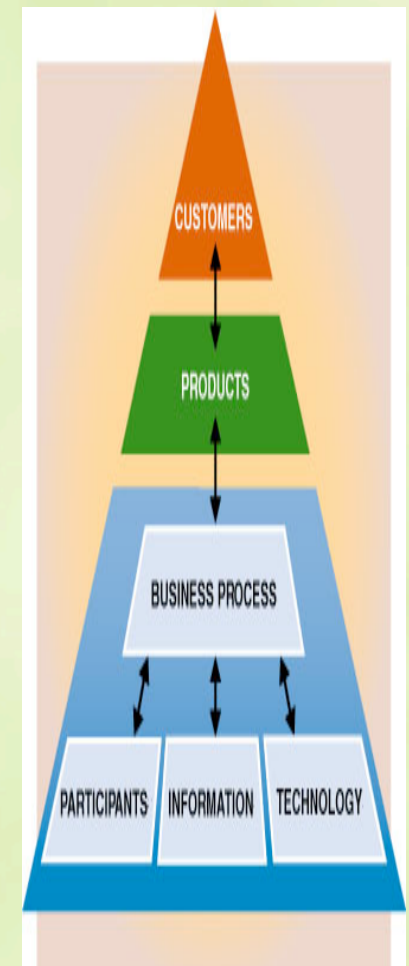 CUSTOMERS
PRODUCTS
BUSINESS PROCESS
PARTICIPANTS
INFORMATION
TECHNOLOGY